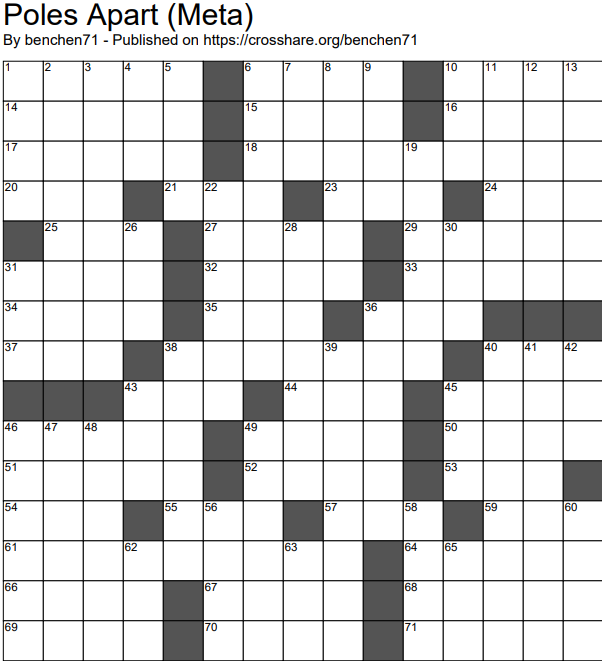 Poles Apart (Meta)
By benchen71 - Published on https://crosshare.org/benchen71
1 2 3 4 5 6 7 8 9 10 11 12 13
14 15 16
17 18 19
20 21 22 23 24
25 26 27 28 29 30
31 32 33
34 35 36
37 38 39 40 41 42
43 44 45
46 47 48 49 50
51 52 53
54 55 56 57 58 59 60
61 62 63 64 65
66 67 68
69 70 71